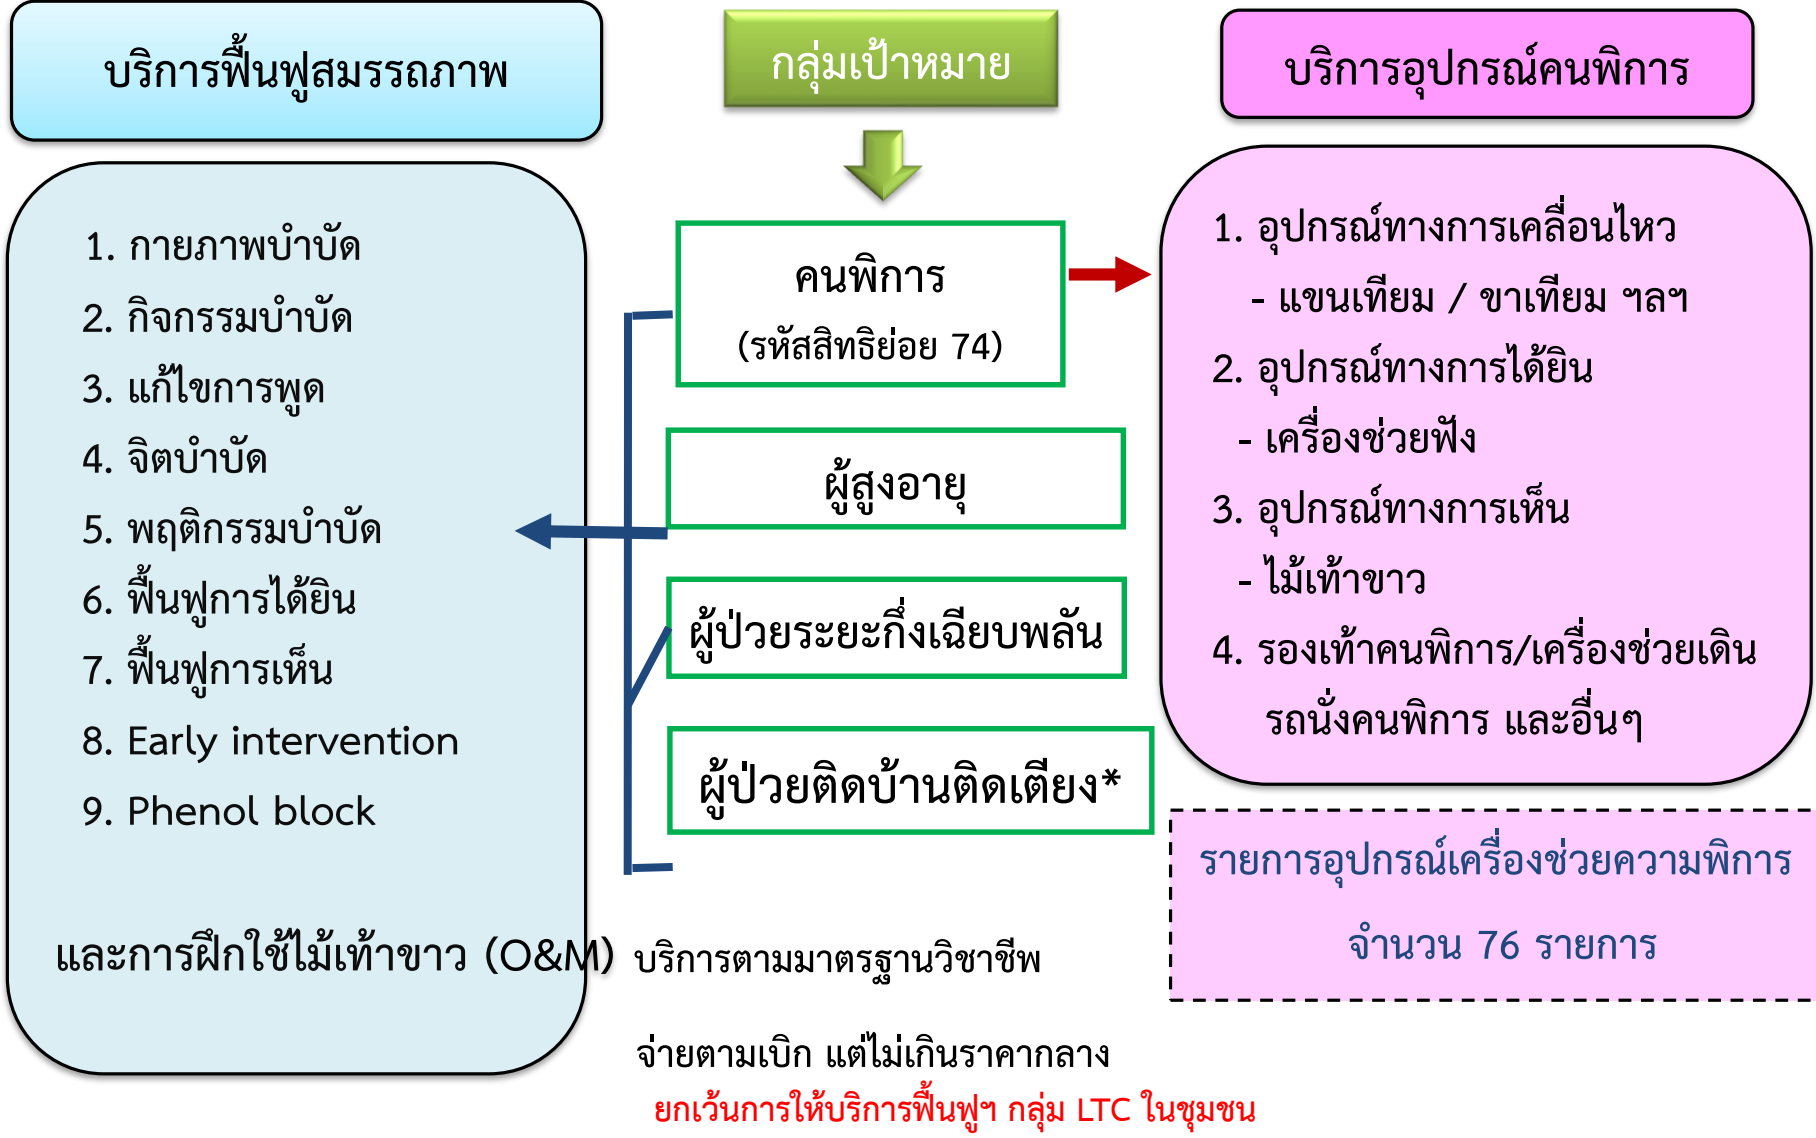 บริการฟื้นฟูสมรรถภาพ
1. กายภาพบำบัด
2. กิจกรรมบำบัด
3. แก้ไขการพูด
4. จิตบำบัด
5. พฤติกรรมบำบัด
6. ฟื้นฟูการได้ยิน
7. ฟื้นฟูการเห็น
8. Early intervention
9. Phenol block
และการฝึกใช้ไม้เท้าขาว (O&M)
กลุ่มเป้าหมาย
คนพิการ
(รหัสสิทธิย่อย 74)
ผู้สูงอายุ
ผู้ป่วยระยะกึ่งเฉียบพลัน
ผู้ป่วยติดบ้านติดเตียง*
บริการตามมาตรฐานวิชาชีพ
จ่ายตามเบิก แต่ไม่เกินราคากลาง
ยกเว้นการให้บริการฟื้นฟูฯ กลุ่ม LTC ในชุมชน
บริการอุปกรณ์คนพิการ
1. อุปกรณ์ทางการเคลื่อนไหว
- แขนเทียม / ขาเทียม ฯลฯ
2. อุปกรณ์ทางการได้ยิน
- เครื่องช่วยฟัง
3. อุปกรณ์ทางการเห็น
- ไม้เท้าขาว
4. รองเท้าคนพิการ/เครื่องช่วยเดิน
รถนั่งคนพิการ และอื่นๆ
รายการอุปกรณ์เครื่องช่วยความพิการ
จำนวน 76 รายการ